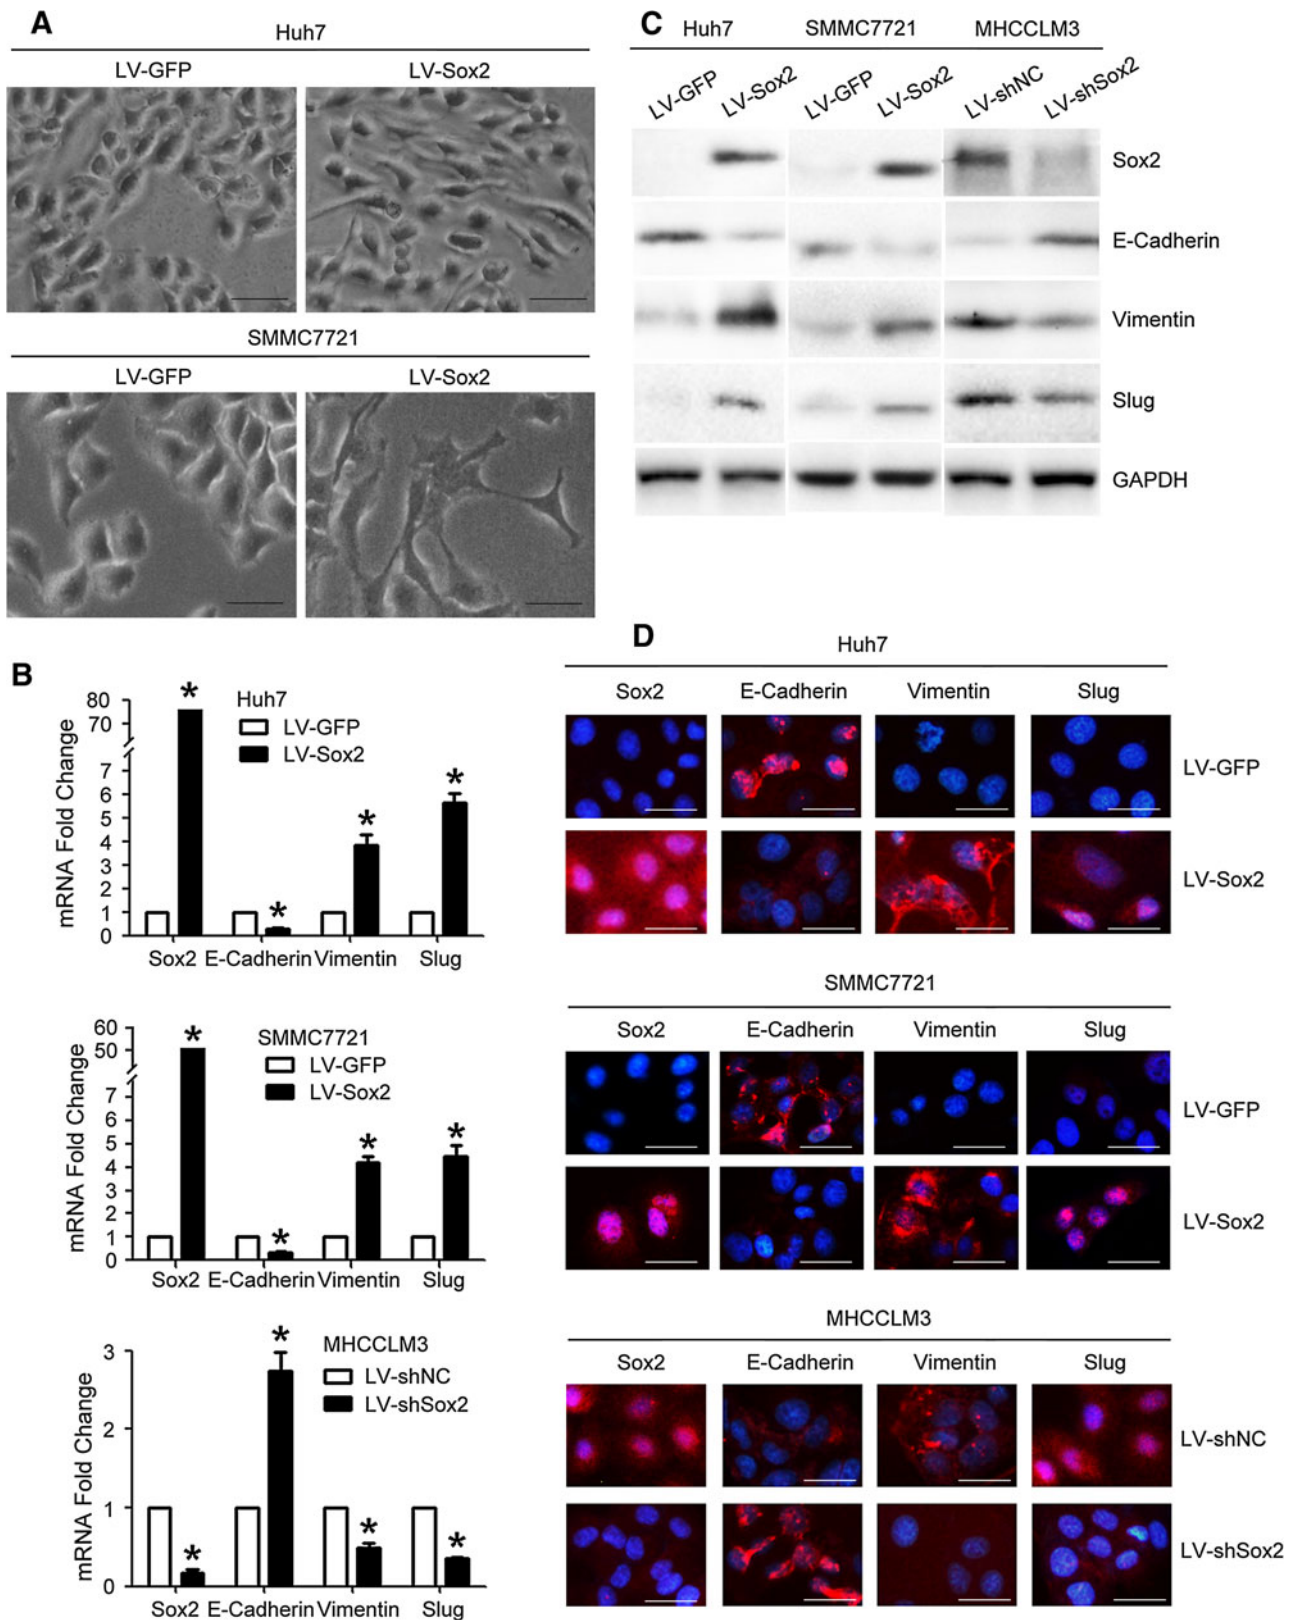 A
Huh7
LV-GFP LV-Sox2
SMMC7721
LV-GFP LV-Sox2
C
Huh7 SMMC7721 MHCCLM3
LV-GFP LV-Sox2 LV-GFP LV-Sox2 LV-shNC LV-shSox2
Sox2
E-Cadherin
Vimentin
Slug
GAPDH
B
Huh7
LV-GFP
LV-Sox2
mRNA Fold Change
80
70
7
6
5
4
3
2
1
0
* * * *
Sox2 E-Cadherin Vimentin Slug
SMMC7721
LV-GFP
LV-Sox2
mRNA Fold Change
60
50
7
6
5
4
3
2
1
0
* * * *
Sox2 E-Cadherin Vimentin Slug
MHCCLM3
LV-shNC
LV-shSox2
mRNA Fold Change
3
2
1
0
* * * *
Sox2 E-Cadherin Vimentin Slug
D
Huh7
Sox2 E-Cadherin Vimentin Slug
LV-GFP
LV-Sox2
SMMC7721
Sox2 E-Cadherin Vimentin Slug
LV-GFP
LV-Sox2
MHCCLM3
Sox2 E-Cadherin Vimentin Slug
LV-shNC
LV-shSox2